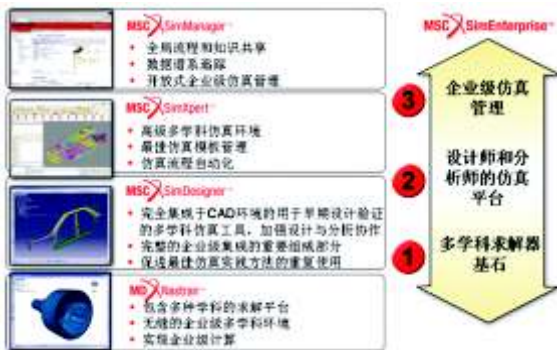 MSC SimManager™
• 全局流程和知识共享
• 数据谱系追踪
• 开放式企业级仿真管理
MSC SimXpert™
• 高级多学科仿真环境
• 最佳仿真模板管理
• 仿真流程自动化
MSC SimDesigner™
• 完全集成于CAD环境的用于早期设计验证
的多学科仿真工具，加强设计与分析协作
• 完整的企业级集成的重要组成部分
• 促进最佳仿真实践方法的重复使用
MD Nastran™
• 包含多种学科的求解平台
• 无缝的企业级多学科环境
• 实现企业级计算
MSC SimEnterprise™
3
企业级仿真
管理
2
设计师和分
析师的仿真
平台
1
多学科求解器
基石